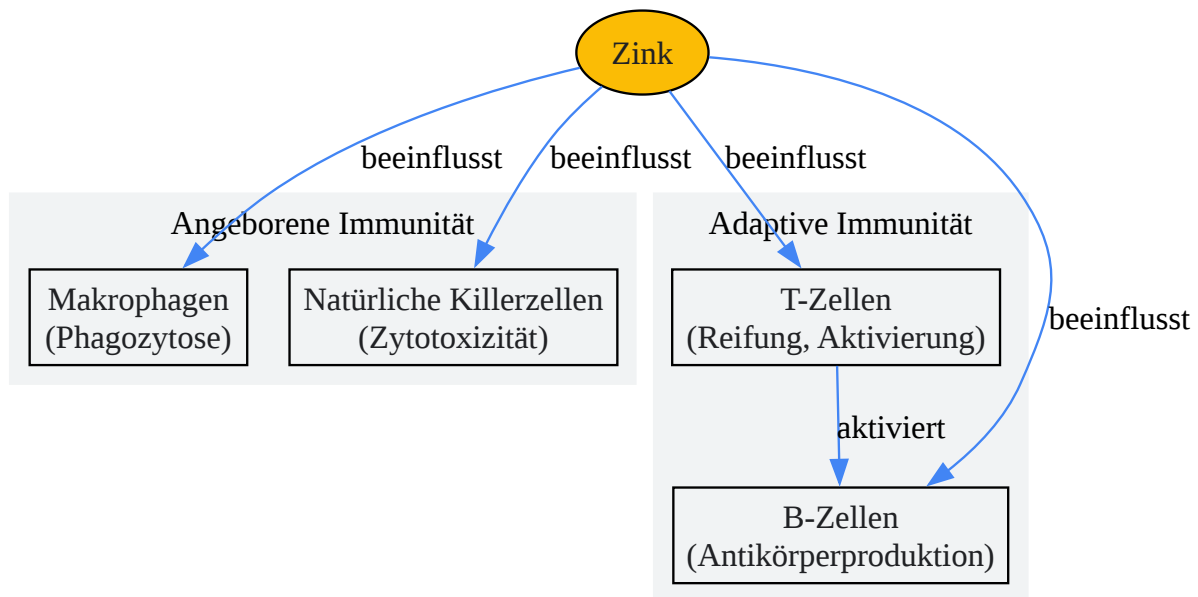 Zink
beeinflusst
beeinflusst
beeinflusst
Angeborene Immunität
Adaptive Immunität
Makrophagen
(Phagozytose)
Natürliche Killerzellen
(Zytotoxizität)
T-Zellen
(Reifung, Aktivierung)
beeinflusst
aktiviert
B-Zellen
(Antikörperproduktion)